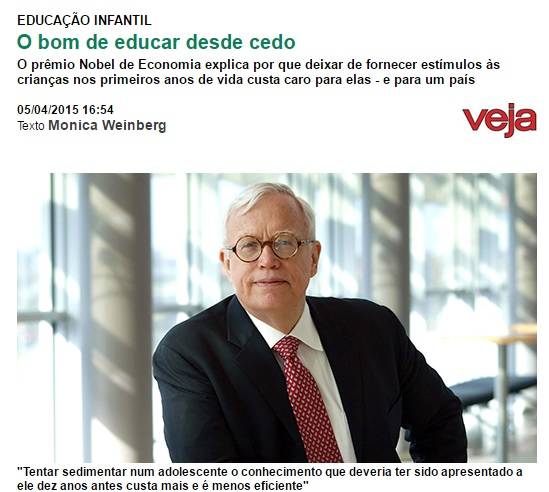 EDUCAÇÃO INFANTIL
O bom de educar desde cedo
O prêmio Nobel de Economia explica por que deixar de fornecer estímulos às
crianças nos primeiros anos de vida custa caro para elas - e para um país
05/04/2015 16:54
Texto Monica Weinberg
veja
"Tentar sedimentar num adolescente o conhecimento que deveria ter sido apresentado a
ele dez anos antes custa mais e é menos eficiente"